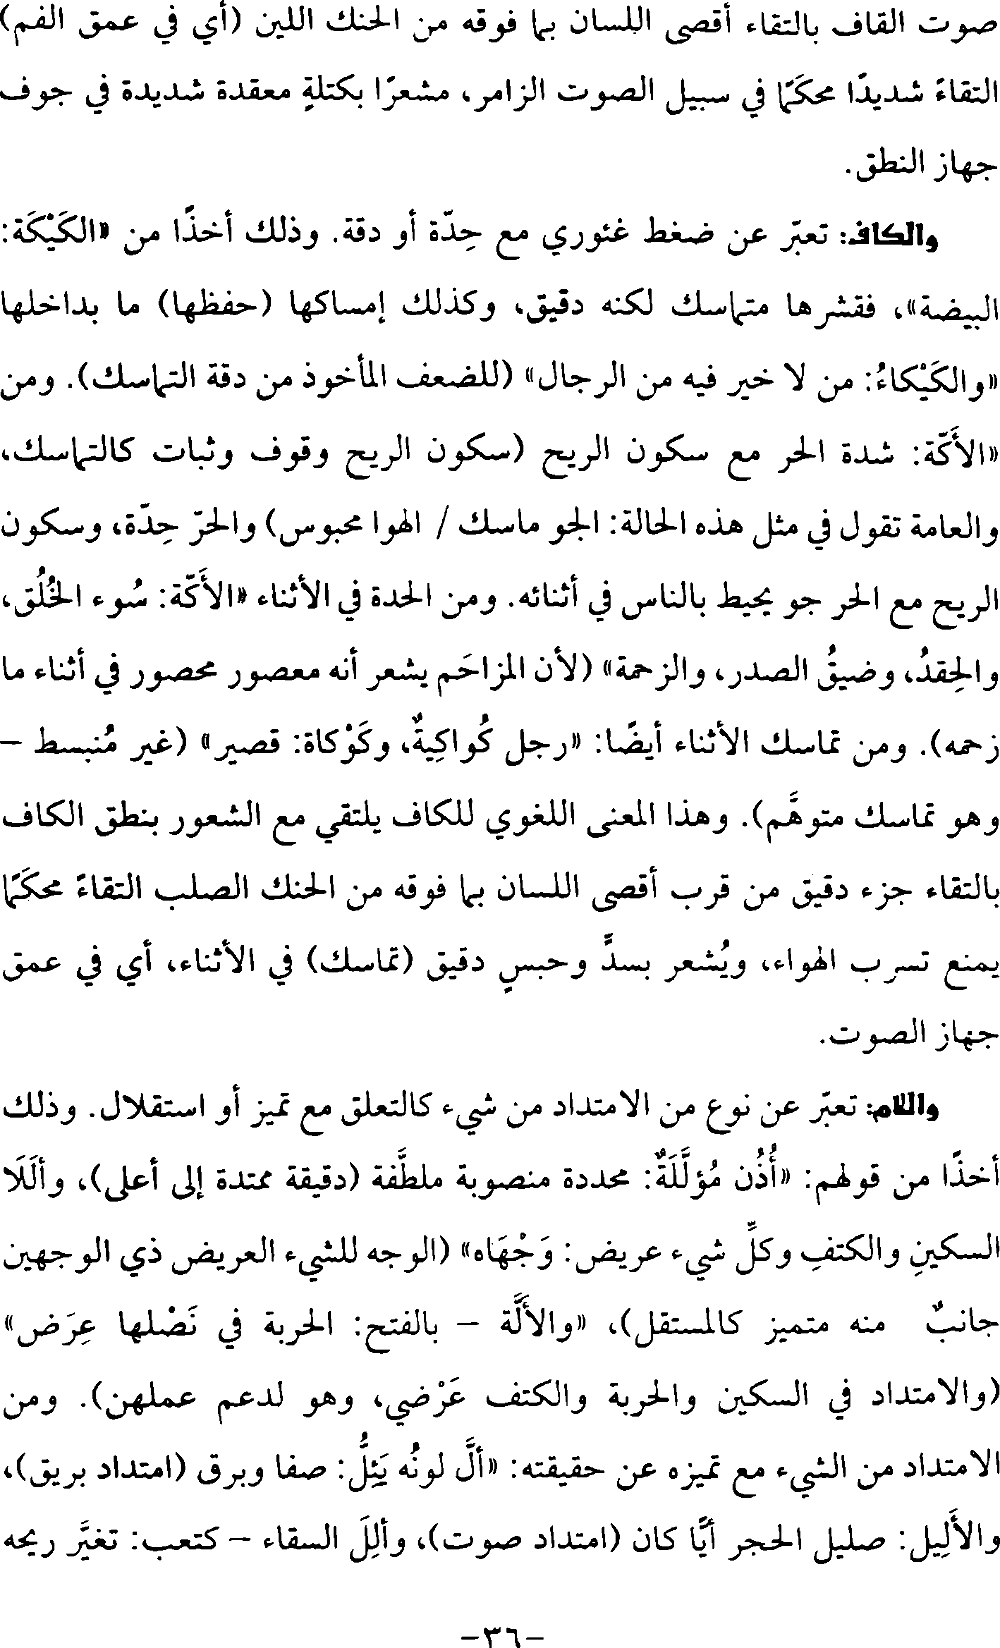 صوت القاف بالتقاء أقصى اللسان بما فوقه من الحنك اللين (أي في عمق الفم)
التقاءً شديدًا محكَمًا في سبيل الصوت الزامر، مشعرًا بكتلةٍ معقدة شديدة في جوف
جهاز النطق.
والكاف: تعبّر عن ضغط غئوري مع حِدّة أو دقة. وذلك أخذًا من «الكَيْكَة:
البيضة»، فقشرها متماسك لكنه دقيق، وكذلك إمساكها (حفظها) ما بداخلها
«والكَيْكاءُ: من لا خير فيه من الرجال» (للضعف المأخوذ من دقة التماسك). ومن
«الأَكّة: شدة الحر مع سكون الريح (سكون الريح وقوف وثبات كالتماسك،
والعامة تقول في مثل هذه الحالة: الجو ماسك / الهوا محبوس) والحرّ حِدّة، وسكون
الريح مع الحر جو يحيط بالناس في أثنائه. ومن الحدة في الأثناء «الأَكّة: سُوء الخُلُق،
والحِقدُ، وضيقُ الصدر، والزحمة» (لأن المزاحَم يشعر أنه معصور محصور في أثناء ما
زحمه). ومن تماسك الأثناء أيضًا: «رجل كُواكِيةٌ، وكَوْكاة: قصير» (غير مُنبسط –
وهو تماسك متوهَّم). وهذا المعنى اللغوي للكاف يلتقي مع الشعور بنطق الكاف
بالتقاء جزء دقيق من قرب أقصى اللسان بما فوقه من الحنك الصلب التقاءً محكَمًا
يمنع تسرب الهواء، ويُشعر بسدٍّ وحبسٍ دقيق (تماسك) في الأثناء، أي في عمق
جهاز الصوت.
واللام: تعبّر عن نوع من الامتداد من شيء كالتعلق مع تميز أو استقلال. وذلك
أخذًا من قولهم: «أُذُن مُؤلَّلَةٌ: محددة منصوبة ملطَّفة (دقيقة ممتدة إلى أعلى)، وألَلَا
السكينِ والكتفِ وكلِّ شيء عريض: وَجْهَاه» (الوجه للشيء العريض ذي الوجهين
جانبٌ منه متميز كالمستقل)، «والأَلَّة – بالفتح: الحربة في نَصْلها عِرَض»
(والامتداد في السكين والحربة والكتف عَرْضي، وهو لدعم عملهن). ومن
الامتداد من الشيء مع تميزه عن حقيقته: «ألَّ لونُه يَئِلُّ: صفا وبرق (امتداد بريق)،
والأَلِيل: صليل الحجر أيًّا كان (امتداد صوت)، وألِلَ السقاء – كتعب: تغيَّر ريحه
–٣٦–